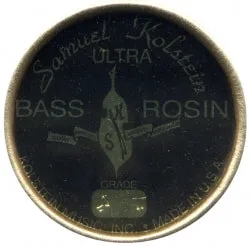 Samuel Kolstein
ULTRA
BASS ROSIN
K
S
GRADE
KOLSTEIN MUSIC, INC. • MADE IN U.S.A.